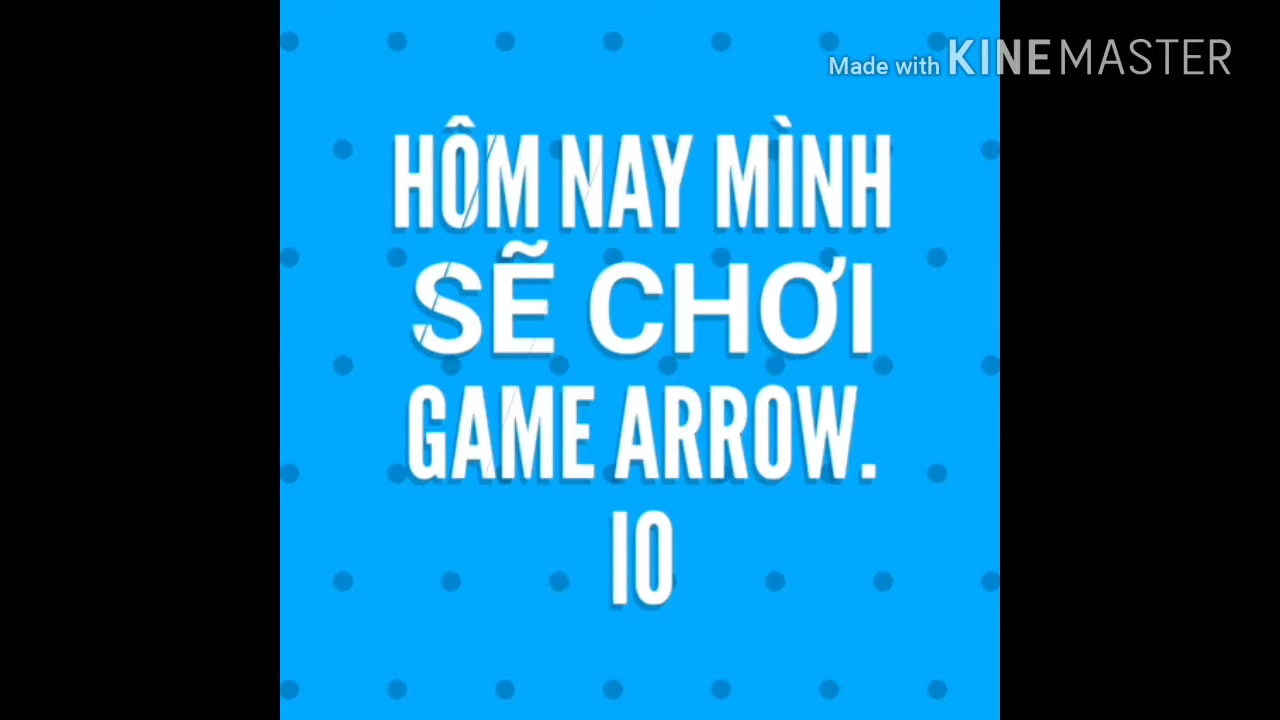 Made with KINEMASTER
HÔM NAY MÌNH
SẼ CHƠI
GAME ARROW.
IO